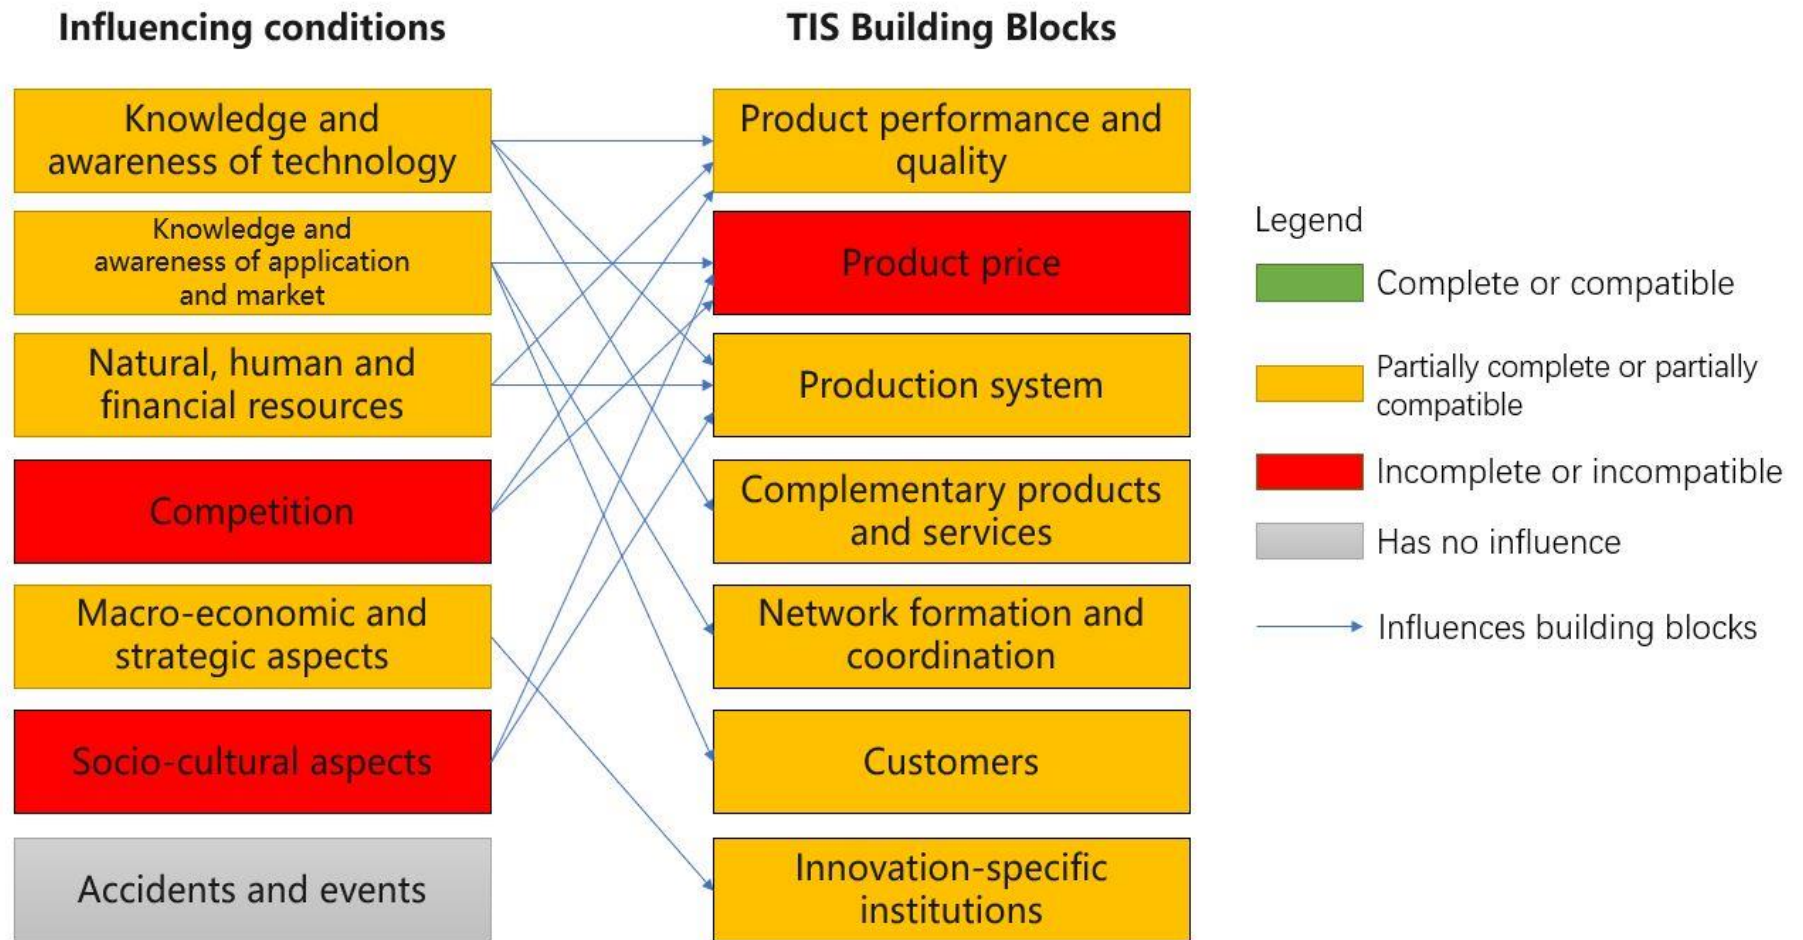 Influencing conditions
TIS Building Blocks
Knowledge and
awareness of technology
Knowledge and
awareness of application
and market
Natural, human and
financial resources
Competition
Macro-economic and
strategic aspects
Socio-cultural aspects
Accidents and events
Product performance and
quality
Product price
Production system
Complementary products
and services
Network formation and
coordination
Customers
Innovation-specific
institutions
Legend
Complete or compatible
Partially complete or partially
compatible
Incomplete or incompatible
Has no influence
Influences building blocks